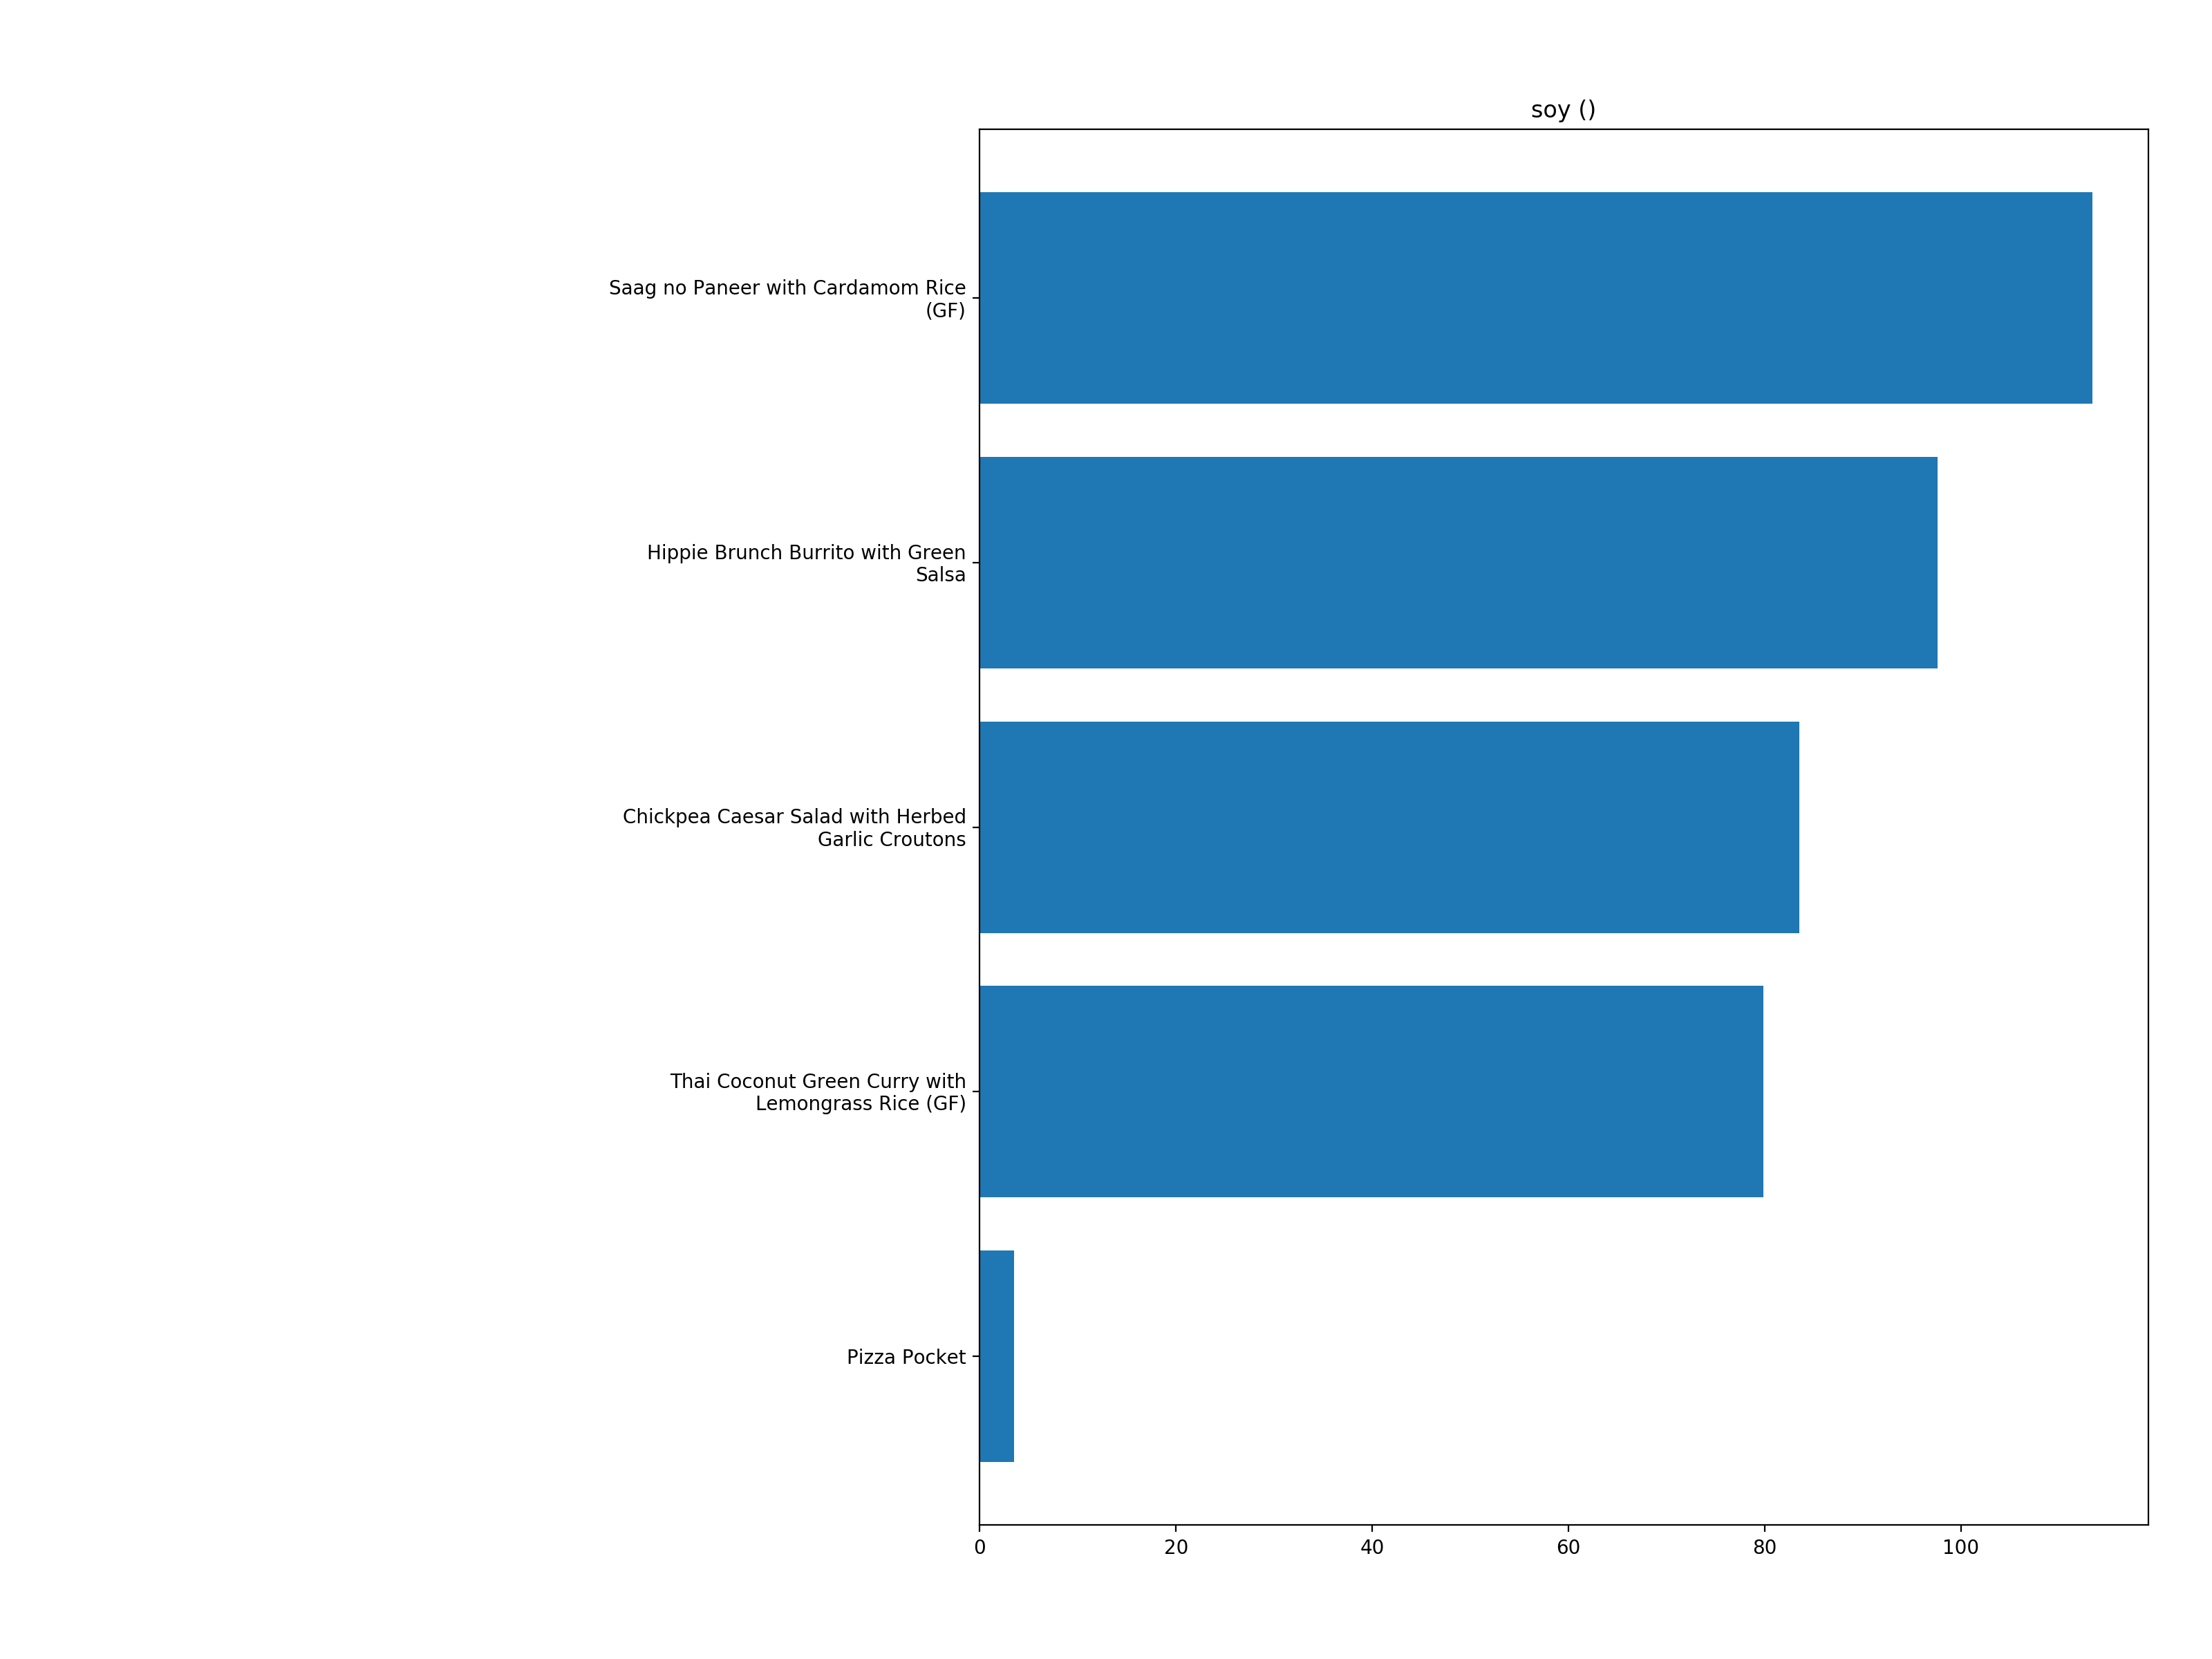 soy ()
Saag no Paneer with Cardamom Rice
(GF)
Hippie Brunch Burrito with Green
Salsa
Chickpea Caesar Salad with Herbed
Garlic Croutons
Thai Coconut Green Curry with
Lemongrass Rice (GF)
Pizza Pocket
0 20 40 60 80 100